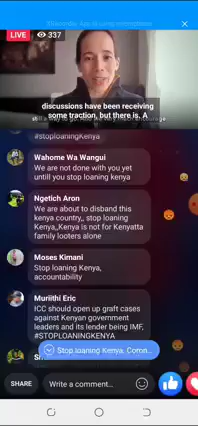 LIVE 337
discussions have been receiving
some traction, but there is. A
#stoploaningKenya
Wahome Wa Wangui
We are not done with you yet
untill you stop loaning kenya
Ngetich Aron
We are about to disband this
kenya country,, stop loaning
Kenya,,Kenya is not for Kenyatta
family looters alone
Moses Kimani
Stop loaning Kenya,
accountability
Muriithi Eric
ICC should open up graft cases
against Kenyan government
leaders and its lender being IMF,
#STOPLOANINGKENYA
Stop.loaning Kenya, Coron...
SHARE
Write a comment...